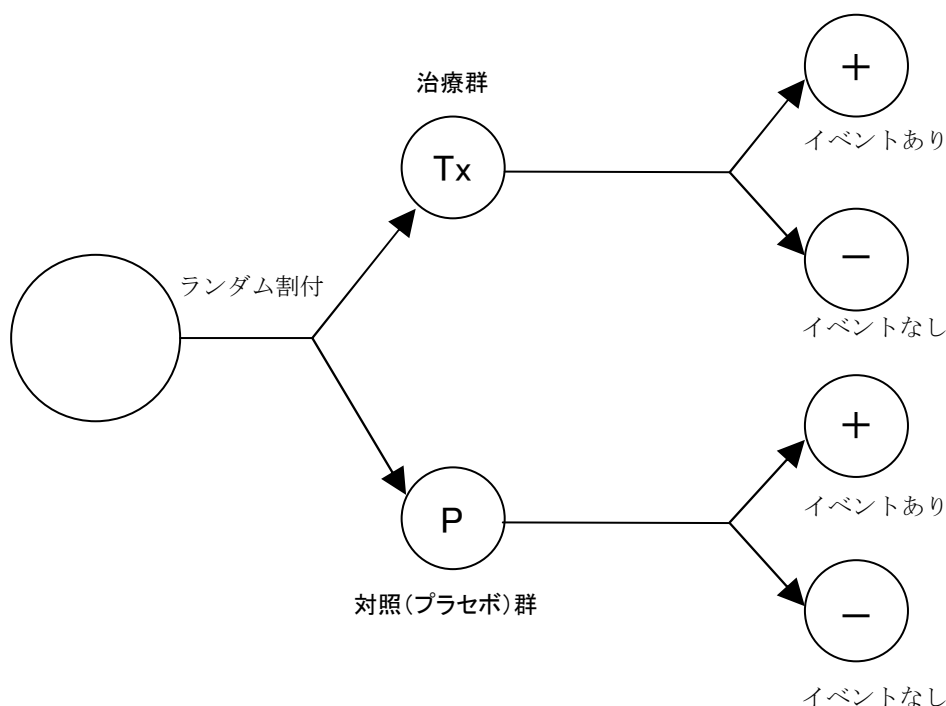 +
治療群
イベントあり
Tx
−
ランダム割付
イベントなし
+
イベントあり
P
対照(プラセボ)群
−
イベントなし